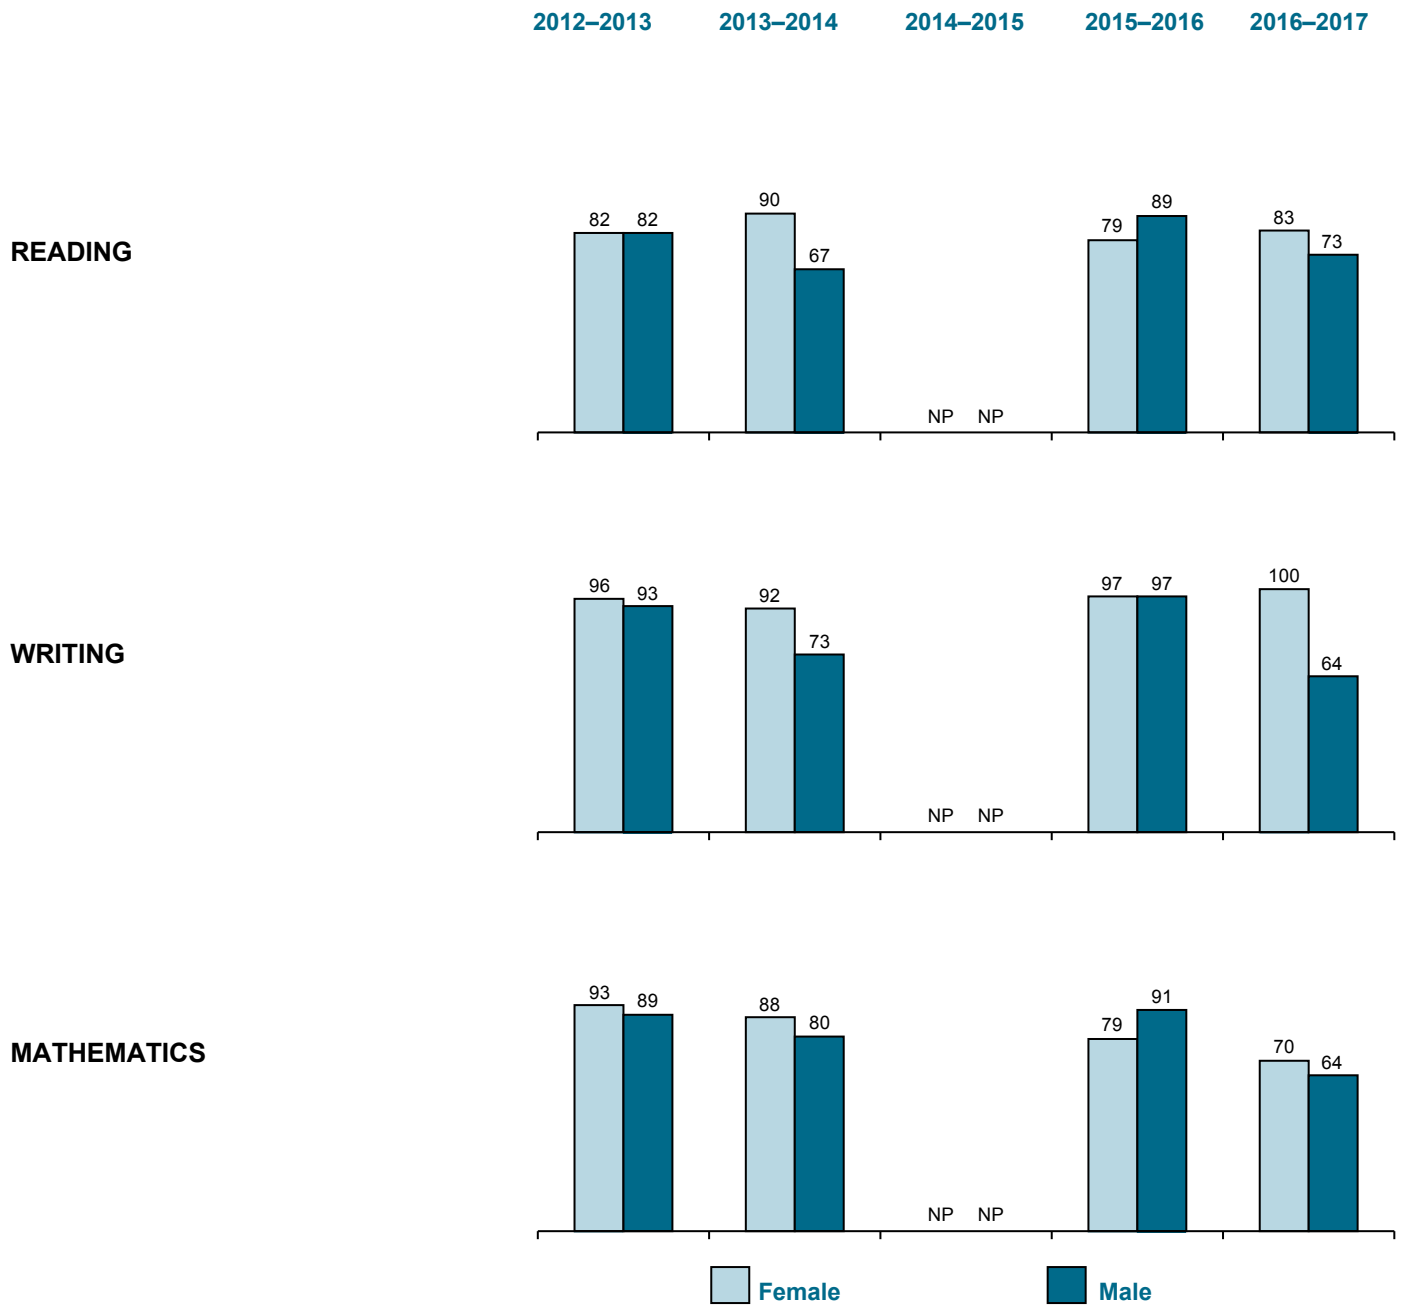 2012–2013 2013–2014 2014–2015 2015–2016 2016–2017
READING
82 82 90 67 NP NP 79 89 83 73
WRITING
96 93 92 73 NP NP 97 97 100 64
MATHEMATICS
93 89 88 80 NP NP 79 91 70 64
Female Male